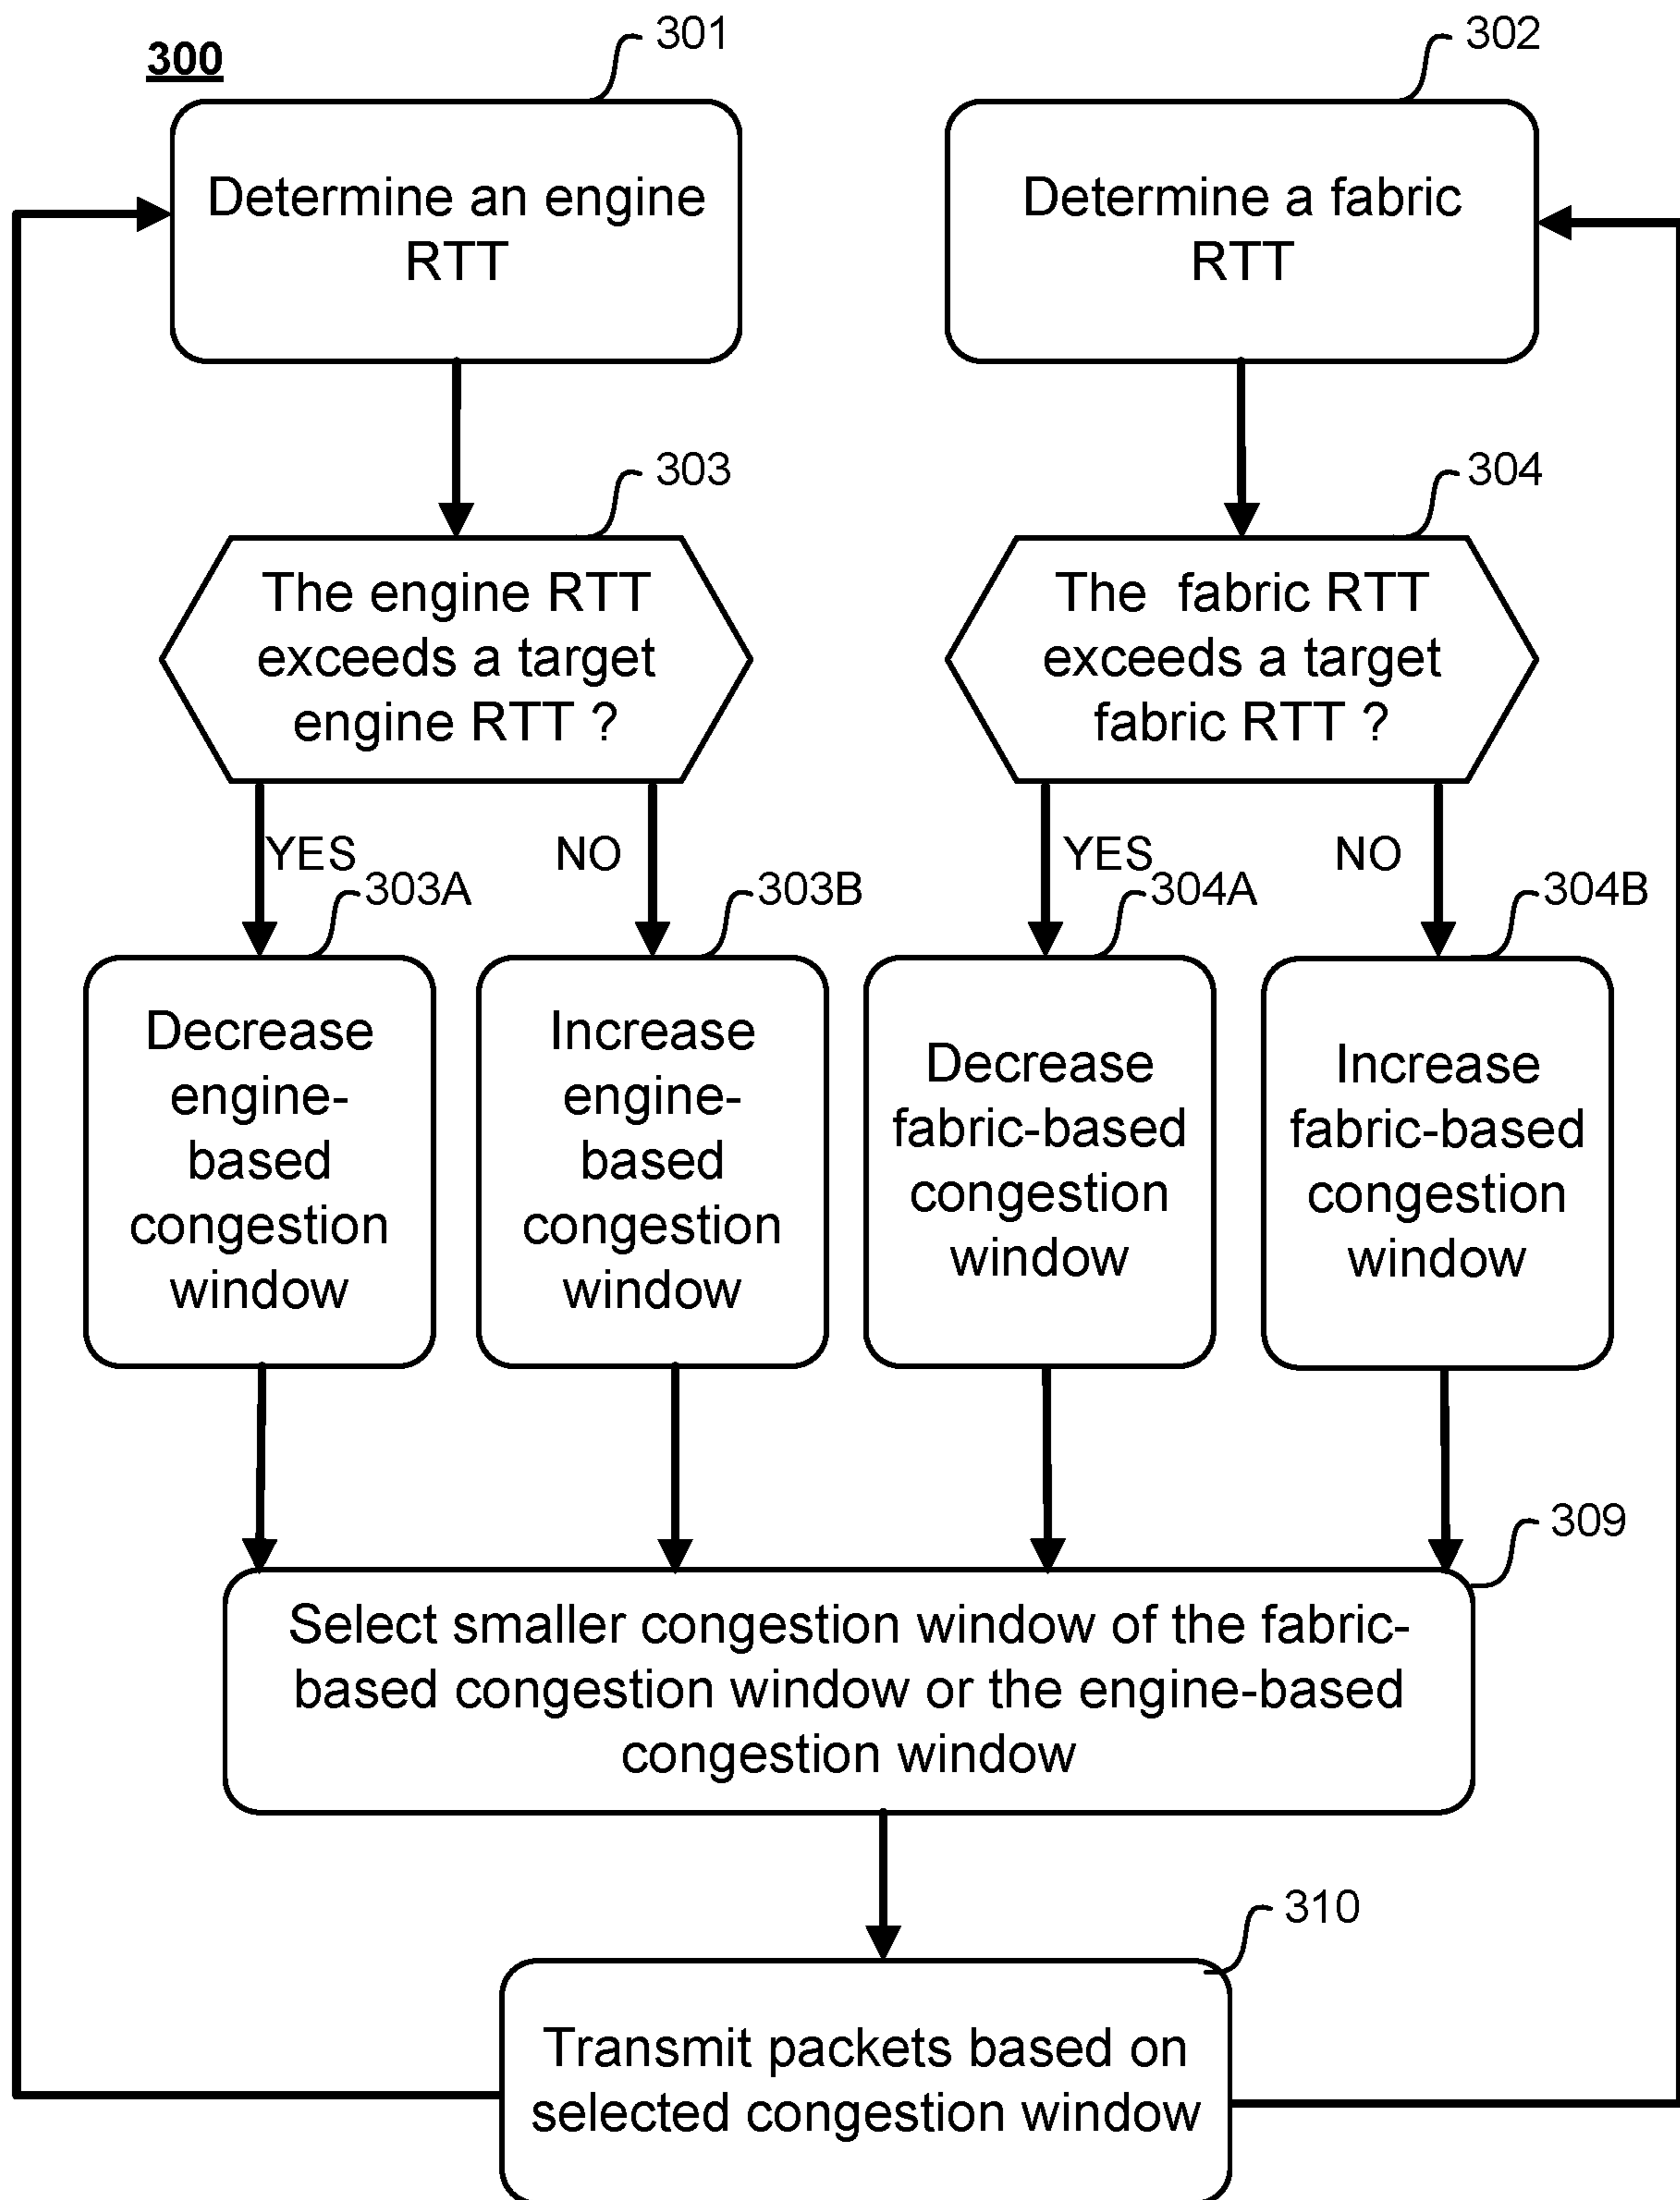 300
301
Determine an engine
RTT
302
Determine a fabric
RTT
303
The engine RTT
exceeds a target
engine RTT ?
304
The fabric RTT
exceeds a target
fabric RTT ?
YES
NO
YES
NO
303A
Decrease
engine-
based
congestion
window
303B
Increase
engine-
based
congestion
window
304A
Decrease
fabric-based
congestion
window
304B
Increase
fabric-based
congestion
window
309
Select smaller congestion window of the fabric-
based congestion window or the engine-based
congestion window
310
Transmit packets based on
selected congestion window